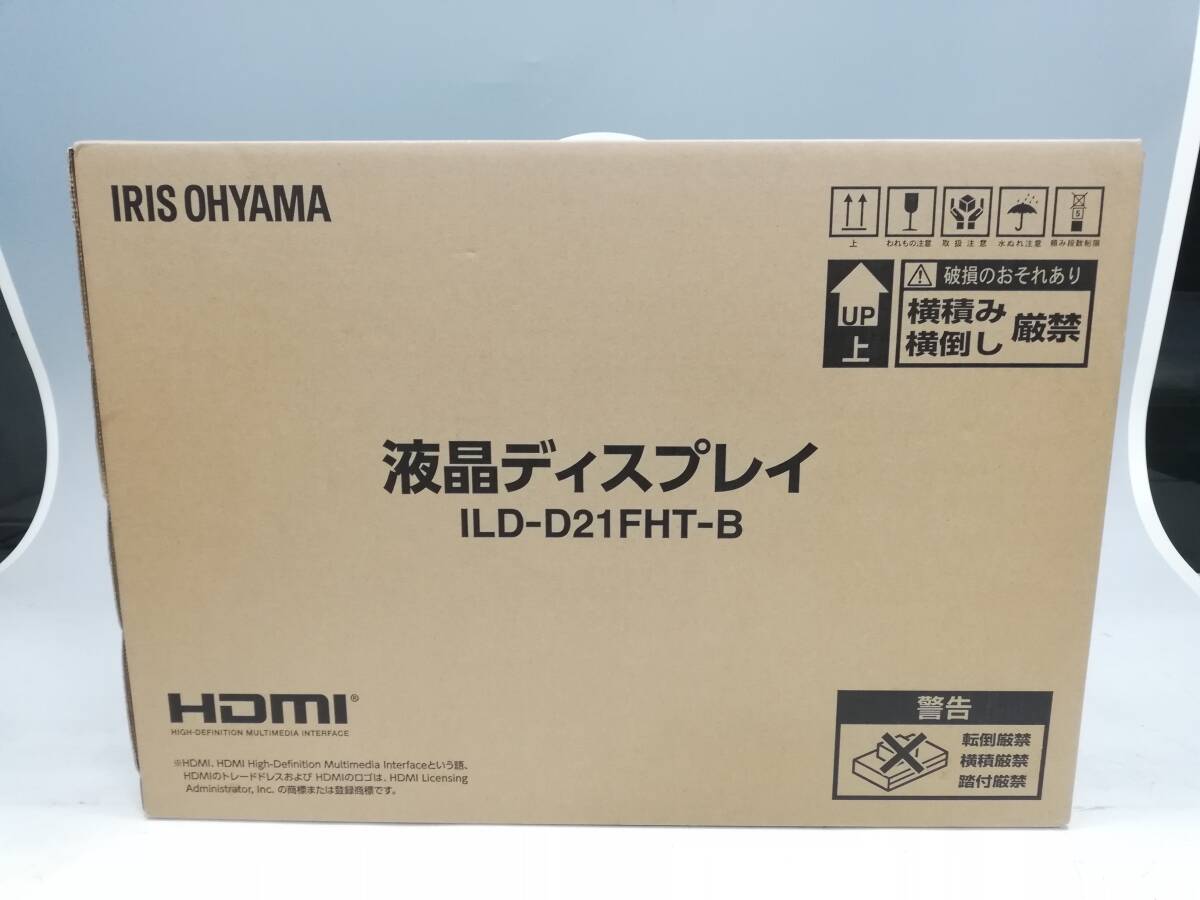 IRIS OHYAMA
上 われもの注意 取扱注意 水ぬれ注意 積み段数制限
5
UP
上
破損のおそれあり
横積み
横倒し
厳禁
液晶ディスプレイ
ILD-D21FHT-B
HDMI®
HIGH-DEFINITION MULTIMEDIA INTERFACE
※HDMI、HDMI High-Definition Multimedia Interfaceという語、
HDMIのトレードドレスおよび HDMIのロゴは、HDMI Licensing
Administrator, Inc. の商標または登録商標です。
警告
転倒厳禁
横積厳禁
踏付厳禁